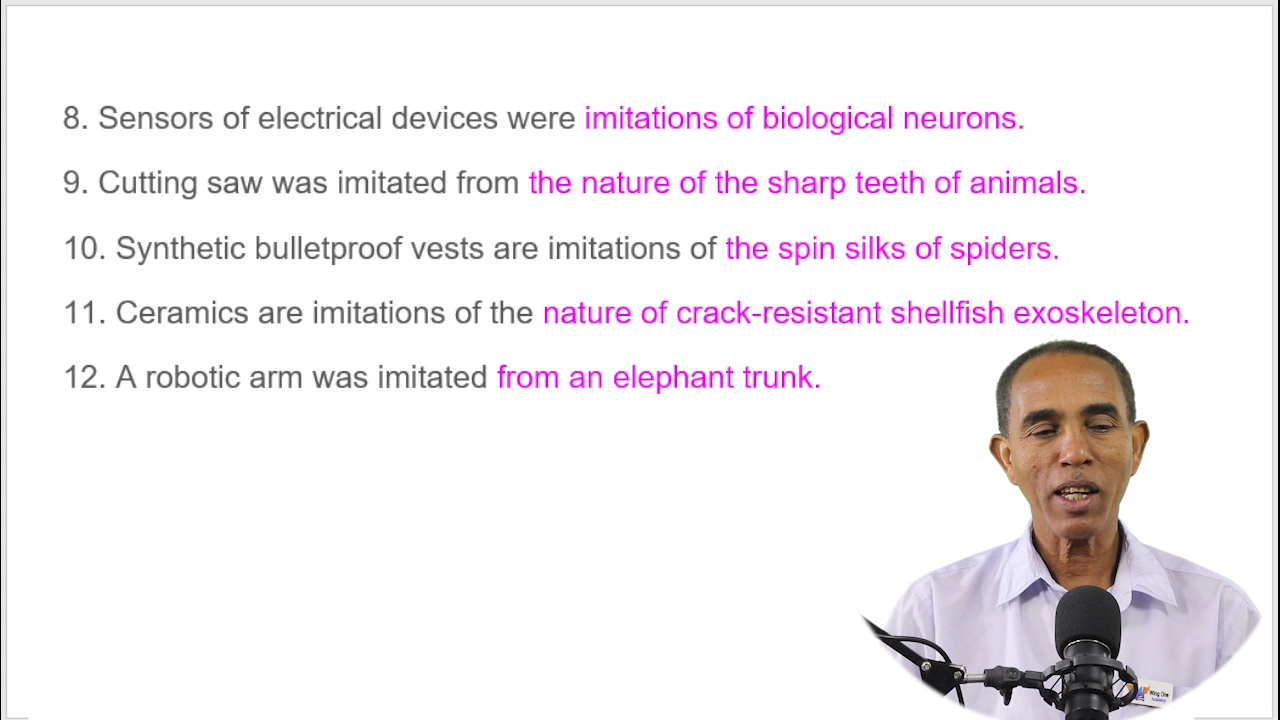 8. Sensors of electrical devices were imitations of biological neurons.
9. Cutting saw was imitated from the nature of the sharp teeth of animals.
10. Synthetic bulletproof vests are imitations of the spin silks of spiders.
11. Ceramics are imitations of the nature of crack-resistant shellfish exoskeleton.
12. A robotic arm was imitated from an elephant trunk.
Wing One
Academy